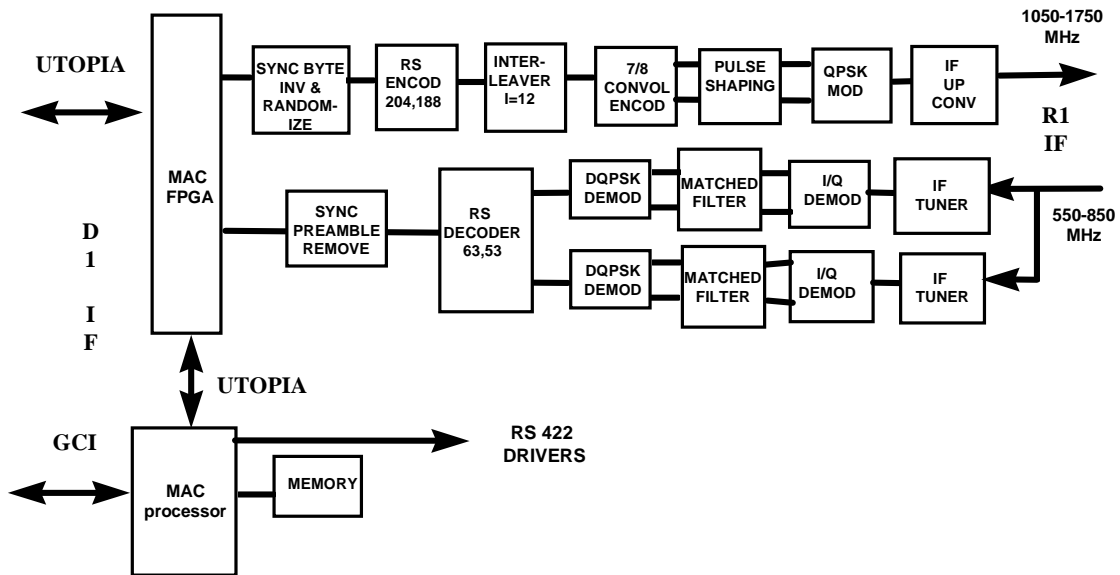 1050-1750
MHz
UTOPIA
SYNC BYTE
INV &
RANDOM-
IZE
RS
ENCOD
204,188
INTER-
LEAVER
I=12
7/8
CONVOL
ENCOD
PULSE
SHAPING
QPSK
MOD
IF
UP
CONV
R1
IF
MAC
FPGA
SYNC
PREAMBLE
REMOVE
RS
DECODER
63,53
DQPSK
DEMOD
MATCHED
FILTER
I/Q
DEMOD
IF
TUNER
550-850
MHz
DQPSK
DEMOD
MATCHED
FILTER
I/Q
DEMOD
IF
TUNER
D
1
I
F
UTOPIA
GCI
RS 422
DRIVERS
MAC
processor
MEMORY